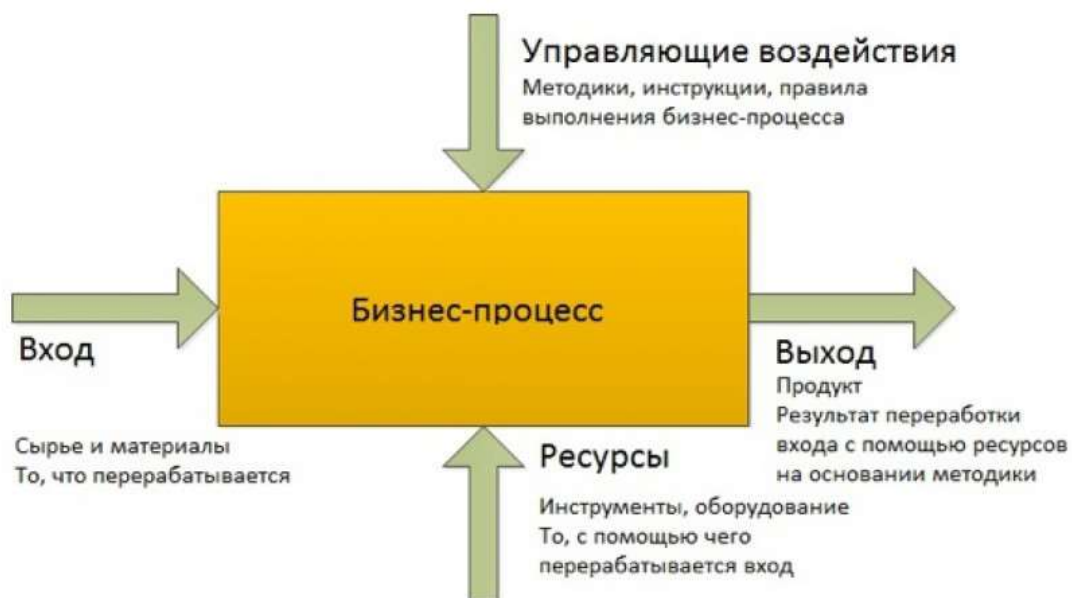 Управляющие воздействия
Методики, инструкции, правила
выполнения бизнес-процесса
Бизнес-процесс
Вход
Сырье и материалы
То, что перерабатывается
Выход
Продукт
Результат переработки
входа с помощью ресурсов
на основании методики
Ресурсы
Инструменты, оборудование
То, с помощью чего
перерабатывается вход